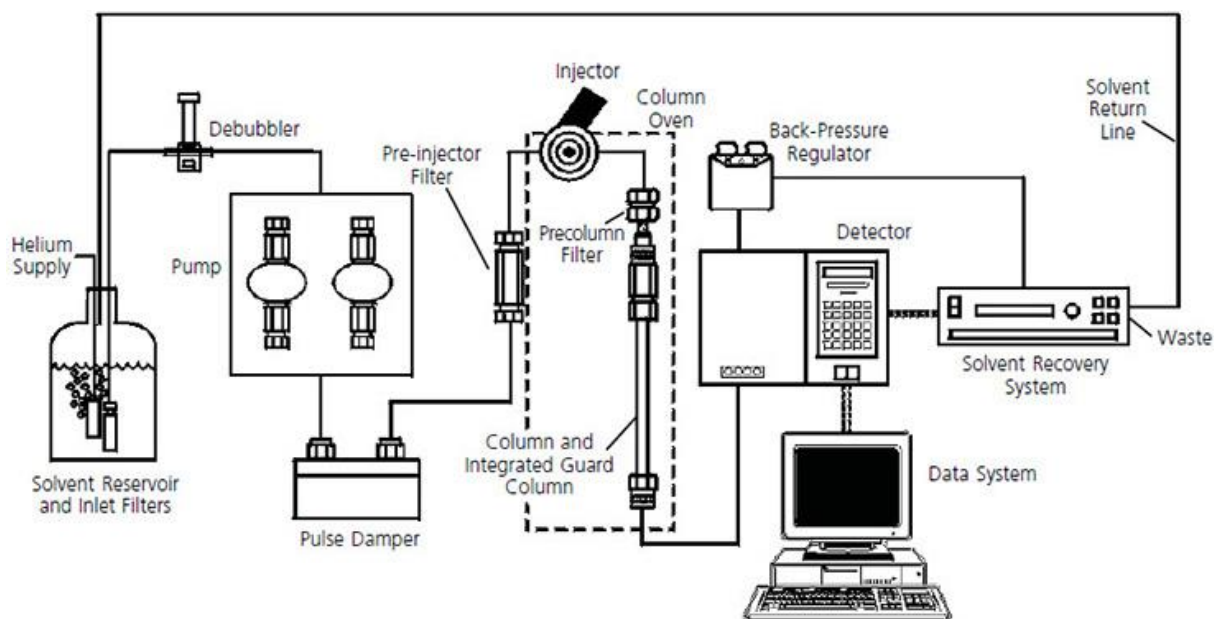 Injector
Column
Oven
Solvent
Return
Line
Debubbler
Back-Pressure
Regulator
Pre-injector
Filter
Precolumn
Filter
Detector
Helium
Supply
Pump
Waste
Solvent Recovery
System
Column and
Integrated Guard
Column
Data System
Solvent Reservoir
and Inlet Filters
Pulse Damper